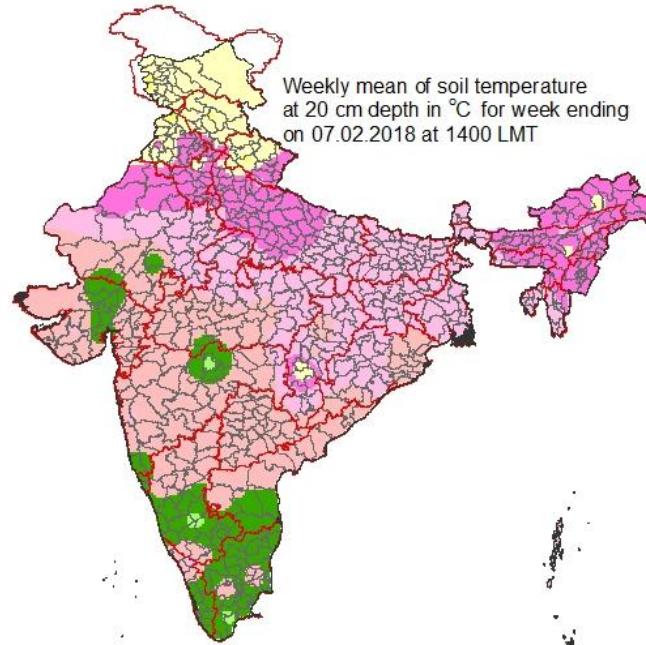 Weekly mean of soil temperature
at 20 cm depth in °C for week ending
on 07.02.2018 at 1400 LMT